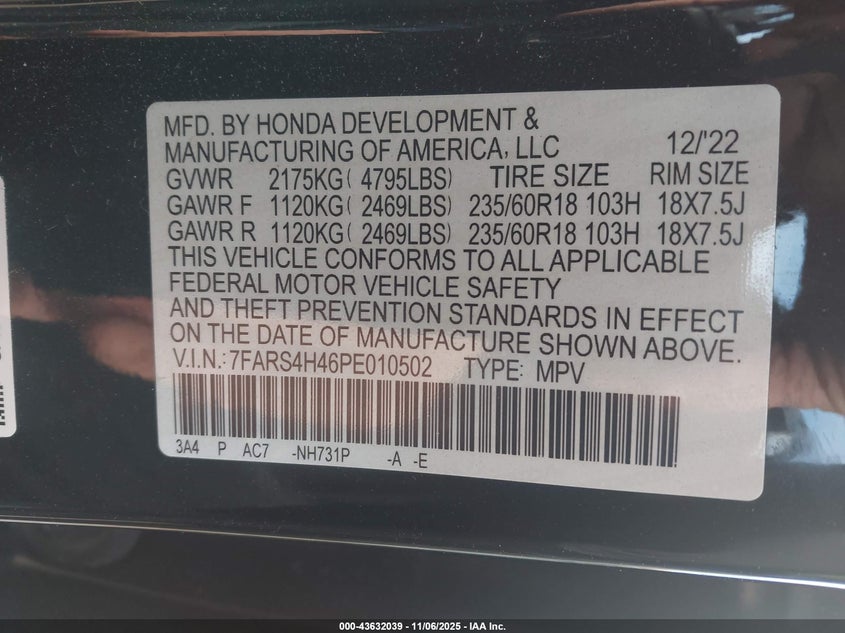 MFD. BY HONDA DEVELOPMENT &
MANUFACTURING OF AMERICA, LLC 12/'22
GVWR 2175KG( 4795LBS) TIRE SIZE RIM SIZE
GAWR F 1120KG( 2469LBS) 235/60R18 103H 18X7.5J
GAWR R 1120KG( 2469LBS) 235/60R18 103H 18X7.5J
THIS VEHICLE CONFORMS TO ALL APPLICABLE
FEDERAL MOTOR VEHICLE SAFETY
AND THEFT PREVENTION STANDARDS IN EFFECT
ON THE DATE OF MANUFACTURE SHOWN ABOVE.
V.I.N.: 7FARS4H46PE010502 TYPE: MPV
3A4 P AC7 -NH731P -A -E
000-43632039 - 11/06/2025 - IAA Inc.